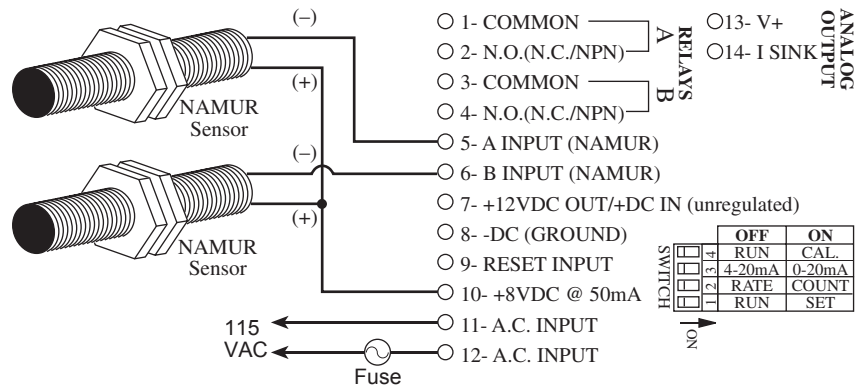 (–)
(+)
NAMUR
Sensor
(–)
(+)
NAMUR
Sensor
1- COMMON
2- N.O.(N.C./NPN)
A
3- COMMON
4- N.O.(N.C./NPN)
B
RELAYS
13- V+
14- I SINK
ANALOG
OUTPUT
5- A INPUT (NAMUR)
6- B INPUT (NAMUR)
7- +12VDC OUT/+DC IN (unregulated)
8- -DC (GROUND)
9- RESET INPUT
10- +8VDC @ 50mA
11- A.C. INPUT
12- A.C. INPUT
115
VAC
Fuse
SWITCH
OFF ON
4 RUN CAL.
3 4-20mA 0-20mA
2 RATE COUNT
1 RUN SET
ON